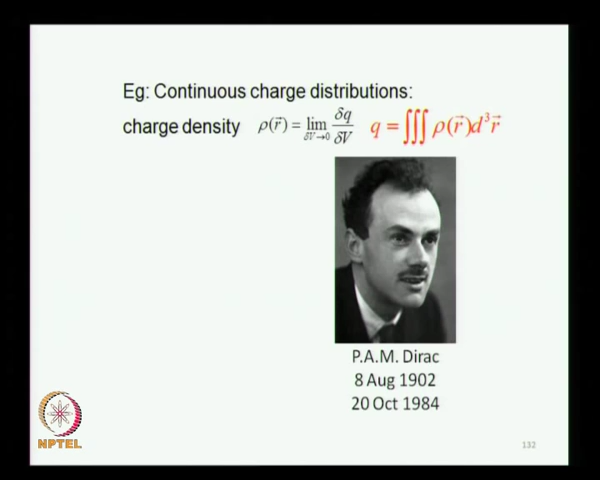 Eg: Continuous charge distributions:
charge density ρ(r⃗) = lim δV→0 δq/δV q = ∭ ρ(r⃗)d³r⃗
P.A.M. Dirac
8 Aug 1902
20 Oct 1984
NPTEL
132